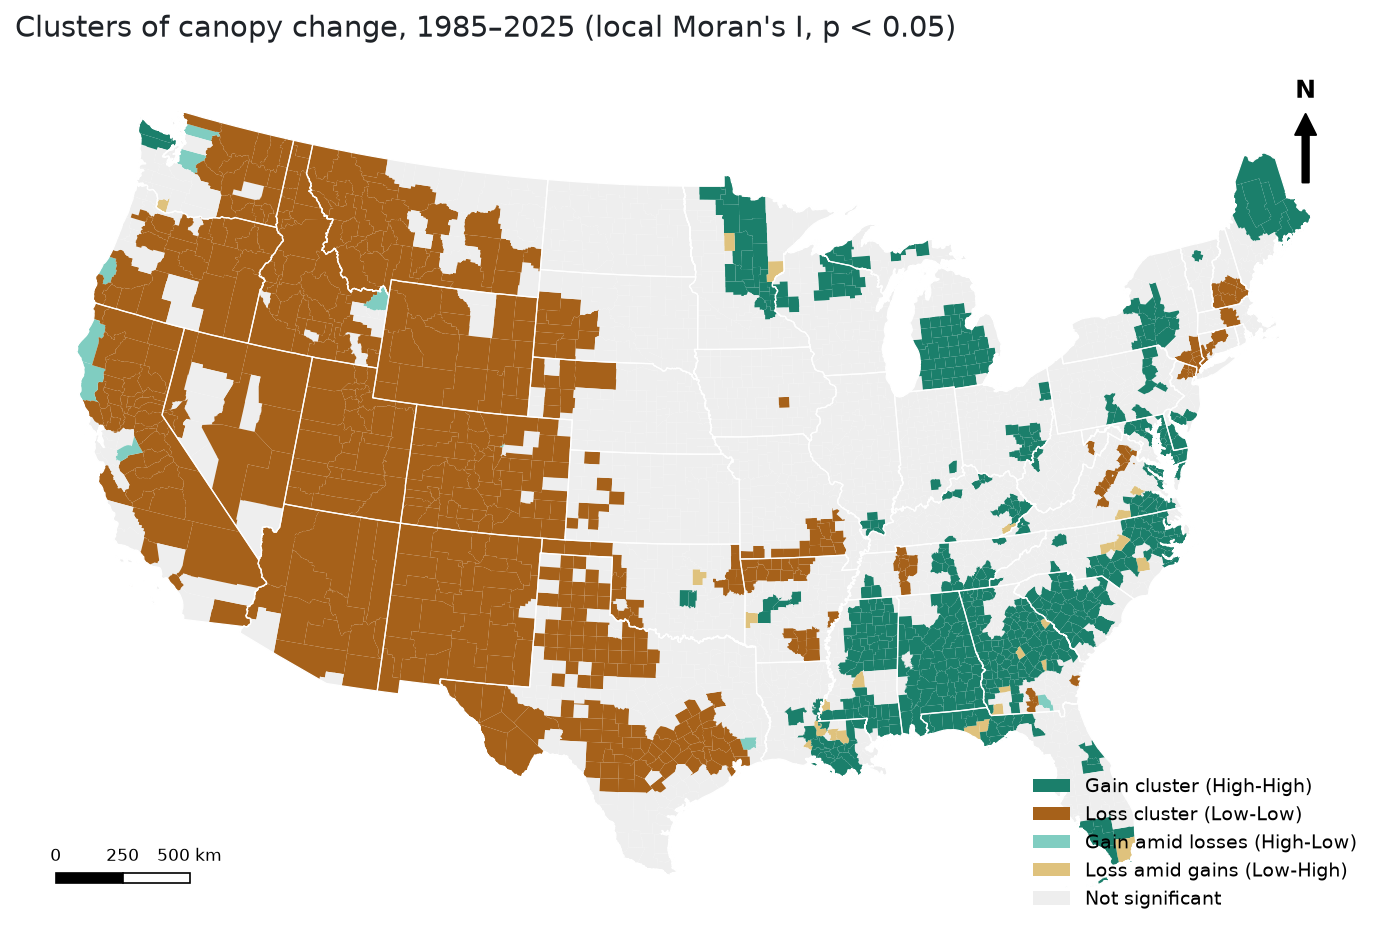 Clusters of canopy change, 1985–2025 (local Moran's I, p < 0.05)
N
Gain cluster (High-High)
Loss cluster (Low-Low)
Gain amid losses (High-Low)
Loss amid gains (Low-High)
Not significant
0 250 500 km